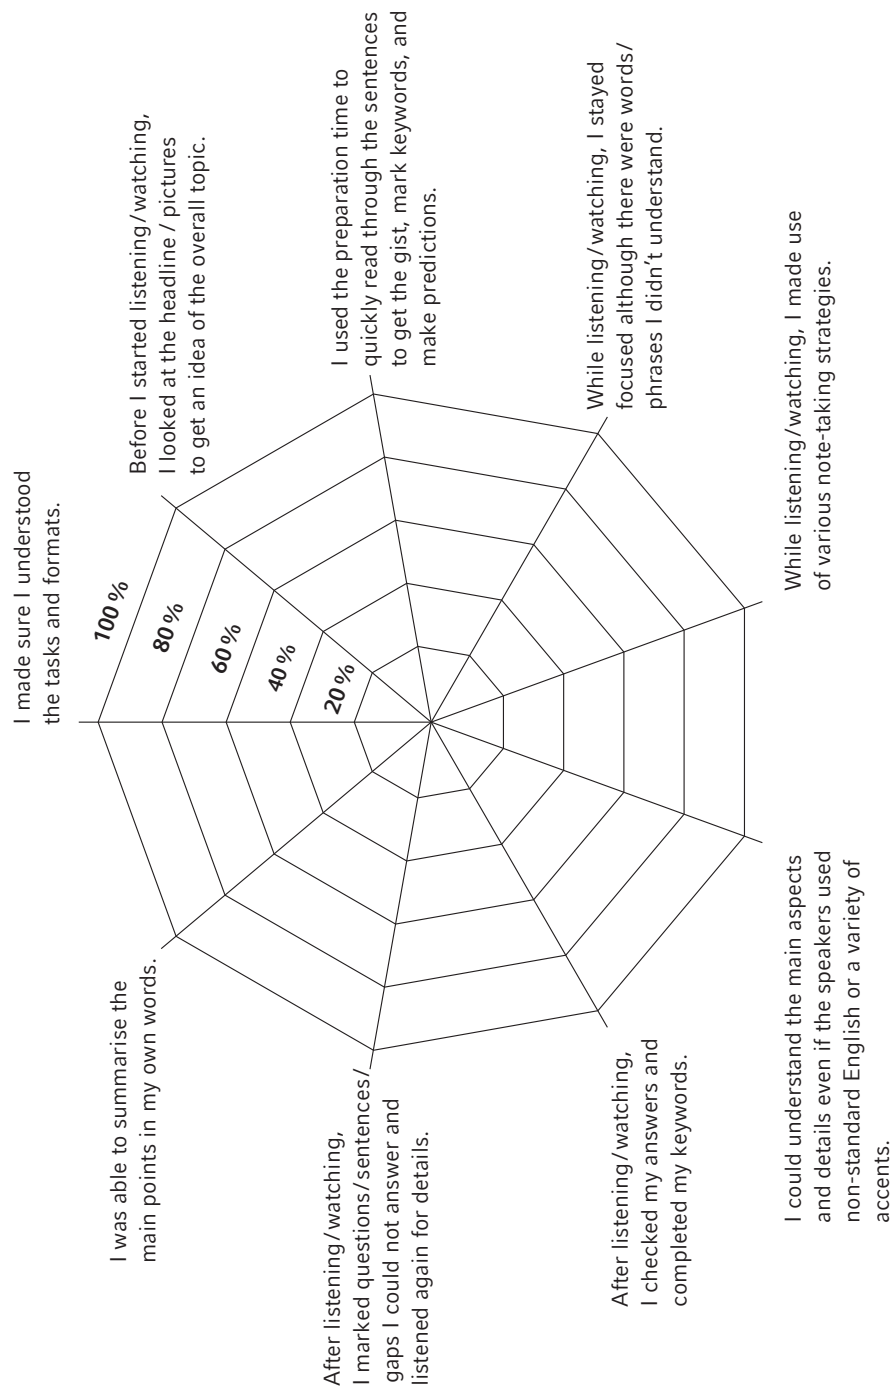 I made sure I understood
the tasks and formats.
Before I started listening/watching,
I looked at the headline / pictures
to get an idea of the overall topic.
I used the preparation time to
quickly read through the sentences
to get the gist, mark keywords, and
make predictions.
While listening/watching, I stayed
focused although there were words/
phrases I didn't understand.
While listening/watching, I made use
of various note-taking strategies.
I could understand the main aspects
and details even if the speakers used
non-standard English or a variety of
accents.
After listening/watching,
I checked my answers and
completed my keywords.
After listening/watching,
I marked questions/sentences/
gaps I could not answer and
listened again for details.
I was able to summarise the
main points in my own words.
100 %
80 %
60 %
40 %
20 %